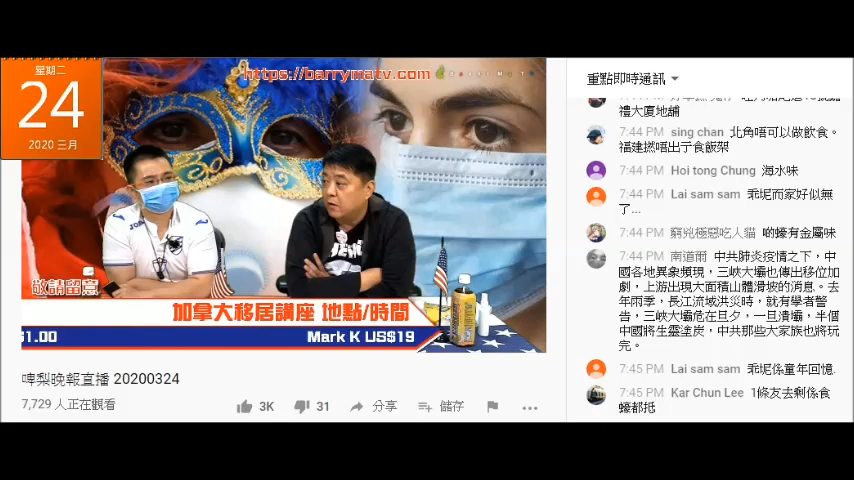 星期二
24
2020 三月
https://barrymatv.com
敬請留意
加拿大移居講座 地點/時間
$1.00 Mark K US$19
啤梨晚報直播 20200324
7,729 人正在觀看
3K 31 分享 儲存
重點即時通訊
禮大廈地舖
7:44 PM sing chan 北角唔可以做飲食。
福建撚唔出亍食飯架
7:44 PM Hoi tong Chung 海水味
7:44 PM Lai sam sam 乖坭而家好似無
了...
7:44 PM 窮兇極惡吃人貓 啲蠔有金屬味
7:44 PM 南道爾 中共肺炎疫情之下，中
國各地異象頻現，三峽大壩也傳出移位加
劇，上游出現大面積山體滑坡的消息。去
年雨季，長江流域洪災時，就有學者警
告，三峽大壩危在旦夕，一旦潰壩，半個
中國將生靈塗炭，中共那些大家族也將玩
完。
7:45 PM Lai sam sam 乖坭係童年回憶.
7:45 PM Kar Chun Lee 1條友去剩係食
蠔都抵